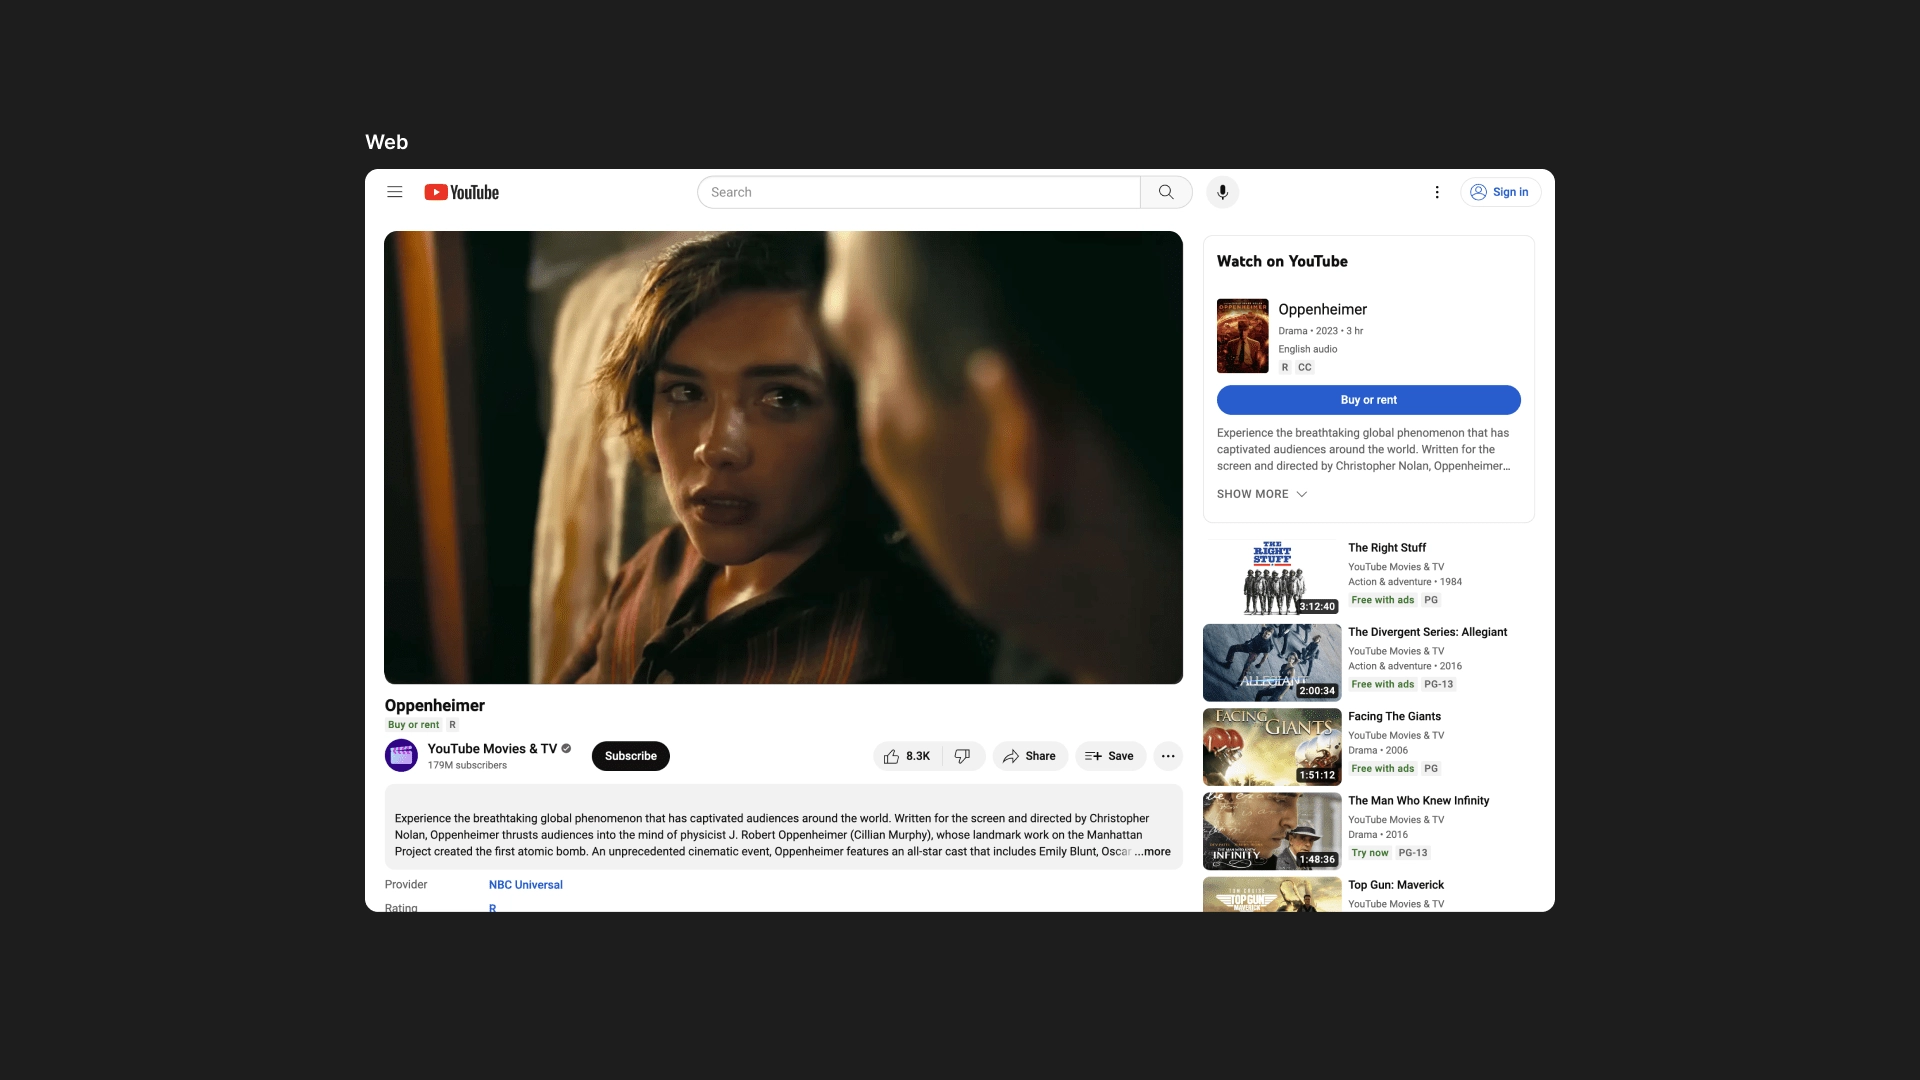 Web
YouTube
Search
Sign in
Watch on YouTube
OPPENHEIMER
Oppenheimer
Drama • 2023 • 3 hr
English audio
R CC
Buy or rent
Experience the breathtaking global phenomenon that has
captivated audiences around the world. Written for the
screen and directed by Christopher Nolan, Oppenheimer...
SHOW MORE
Oppenheimer
Buy or rent R
YouTube Movies & TV
179M subscribers
Subscribe
8.3K
Share
Save
Experience the breathtaking global phenomenon that has captivated audiences around the world. Written for the screen and directed by Christopher
Nolan, Oppenheimer thrusts audiences into the mind of physicist J. Robert Oppenheimer (Cillian Murphy), whose landmark work on the Manhattan
Project created the first atomic bomb. An unprecedented cinematic event, Oppenheimer features an all-star cast that includes Emily Blunt, Oscar ...more
Provider NBC Universal
Rating R
THE
RIGHT
STUFF
3:12:40
The Right Stuff
YouTube Movies & TV
Action & adventure • 1984
Free with ads PG
ALLEGIANT
2:00:34
The Divergent Series: Allegiant
YouTube Movies & TV
Action & adventure • 2016
Free with ads PG-13
FACING THE
GIANTS
1:51:12
Facing The Giants
YouTube Movies & TV
Drama • 2006
Free with ads PG
INFINITY
1:48:36
The Man Who Knew Infinity
YouTube Movies & TV
Drama • 2016
Try now PG-13
TOM CRUISE
TOP GUN
MAVERICK
Top Gun: Maverick
YouTube Movies & TV